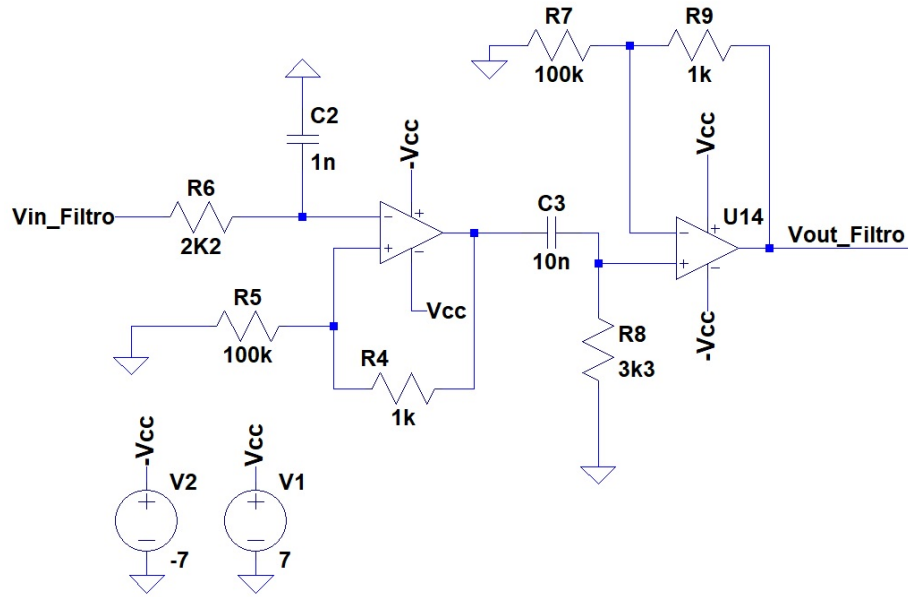 R7
100k
R9
1k
C2
1n
-Vcc
Vcc
R6
Vin_Filtro
2K2
-
+
+
-
C3
10n
-
+
+
-
U14
Vout_Filtro
Vcc
-Vcc
R5
100k
R4
1k
R8
3k3
-Vcc
V2
+
-
-7
Vcc
V1
+
-
7